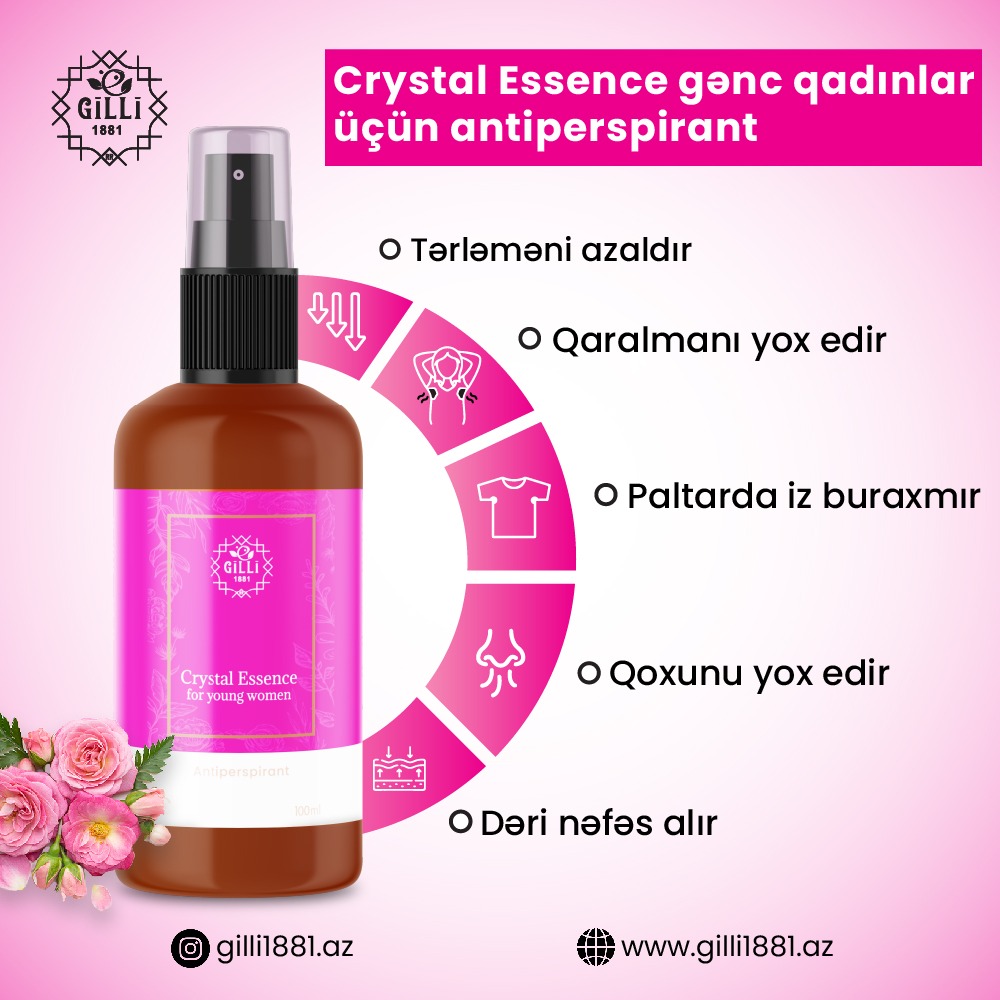 GiLLi
1881
Crystal Essence gənc qadınlar
üçün antiperspirant
Tərləməni azaldır
Qaralmanı yox edir
Paltarda iz buraxmır
Qoxunu yox edir
Dəri nəfəs alır
GiLLi
1881
Crystal Essence
for young women
Antiperspirant
100ml
gilli1881.az
www.gilli1881.az